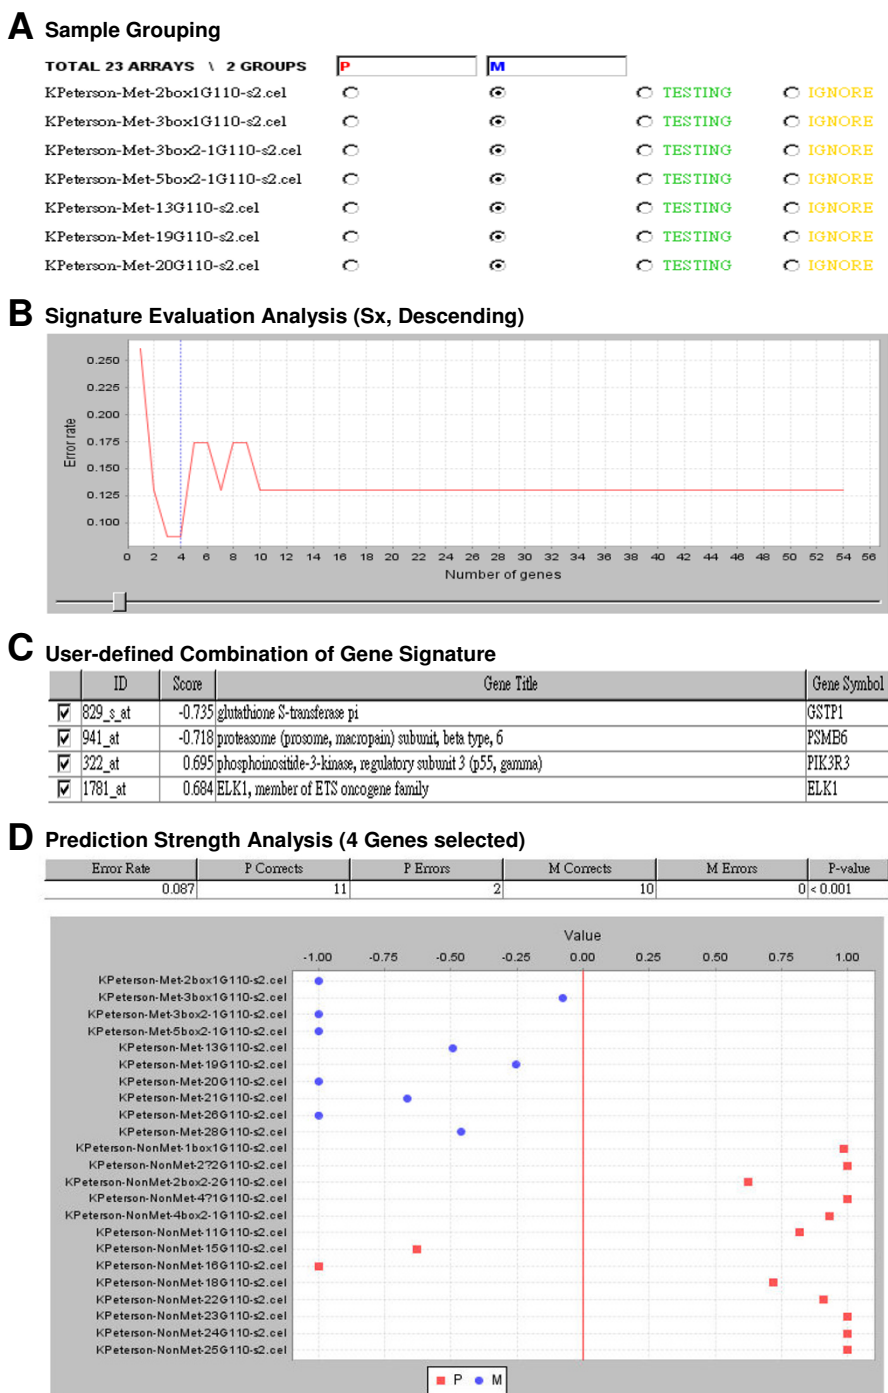 A Sample Grouping
TOTAL 23 ARRAYS \ 2 GROUPS P M
KPeterson-Met-2box1G110-s2.cel TESTING IGNORE
KPeterson-Met-3box1G110-s2.cel TESTING IGNORE
KPeterson-Met-3box2-1G110-s2.cel TESTING IGNORE
KPeterson-Met-5box2-1G110-s2.cel TESTING IGNORE
KPeterson-Met-13G110-s2.cel TESTING IGNORE
KPeterson-Met-19G110-s2.cel TESTING IGNORE
KPeterson-Met-20G110-s2.cel TESTING IGNORE
B Signature Evaluation Analysis (Sx, Descending)
0.250
0.225
0.200
0.175
0.150
0.125
0.100
Error rate
0 2 4 6 8 10 12 14 16 18 20 22 24 26 28 30 32 34 36 38 40 42 44 46 48 50 52 54 56
Number of genes
C User-defined Combination of Gene Signature
ID Score Gene Title Gene Symbol
829_s_at -0.735 glutathione S-transferase pi GSTP1
941_at -0.718 proteasome (prosome, macropain) subunit, beta type, 6 PSMB6
322_at 0.695 phosphoinositide-3-kinase, regulatory subunit 3 (p55, gamma) PIK3R3
1781_at 0.684 ELK1, member of ETS oncogene family ELK1
D Prediction Strength Analysis (4 Genes selected)
Error Rate P Corrects P Errors M Corrects M Errors P-value
0.087 11 2 10 0 < 0.001
Value
-1.00 -0.75 -0.50 -0.25 0.00 0.25 0.50 0.75 1.00
KPeterson-Met-2box1G110-s2.cel
KPeterson-Met-3box1G110-s2.cel
KPeterson-Met-3box2-1G110-s2.cel
KPeterson-Met-5box2-1G110-s2.cel
KPeterson-Met-13G110-s2.cel
KPeterson-Met-19G110-s2.cel
KPeterson-Met-20G110-s2.cel
KPeterson-Met-21G110-s2.cel
KPeterson-Met-26G110-s2.cel
KPeterson-Met-28G110-s2.cel
KPeterson-NonMet-1box1G110-s2.cel
KPeterson-NonMet-2?2G110-s2.cel
KPeterson-NonMet-2box2-2G110-s2.cel
KPeterson-NonMet-4?1G110-s2.cel
KPeterson-NonMet-4box2-1G110-s2.cel
KPeterson-NonMet-11G110-s2.cel
KPeterson-NonMet-15G110-s2.cel
KPeterson-NonMet-16G110-s2.cel
KPeterson-NonMet-18G110-s2.cel
KPeterson-NonMet-22G110-s2.cel
KPeterson-NonMet-23G110-s2.cel
KPeterson-NonMet-24G110-s2.cel
KPeterson-NonMet-25G110-s2.cel
P M